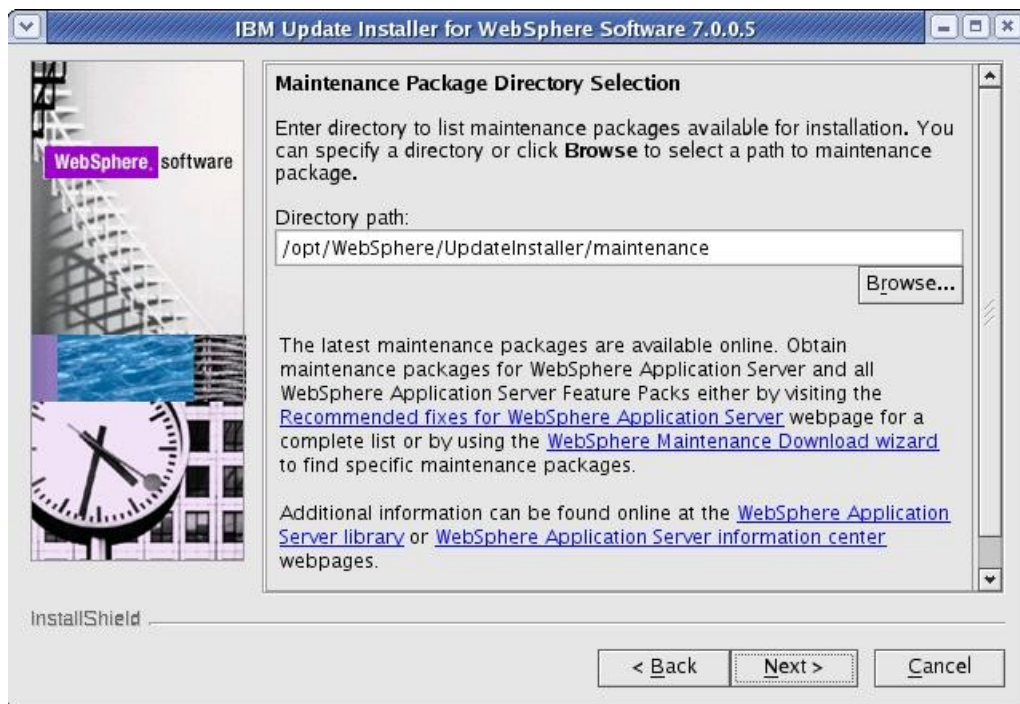 IBM Update Installer for WebSphere Software 7.0.0.5
WebSphere. software
Maintenance Package Directory Selection
Enter directory to list maintenance packages available for installation. You
can specify a directory or click Browse to select a path to maintenance
package.
Directory path:
/opt/WebSphere/UpdateInstaller/maintenance
Browse...
The latest maintenance packages are available online. Obtain
maintenance packages for WebSphere Application Server and all
WebSphere Application Server Feature Packs either by visiting the
Recommended fixes for WebSphere Application Server webpage for a
complete list or by using the WebSphere Maintenance Download wizard
to find specific maintenance packages.
Additional information can be found online at the WebSphere Application
Server library or WebSphere Application Server information center
webpages.
InstallShield
< Back
Next >
Cancel